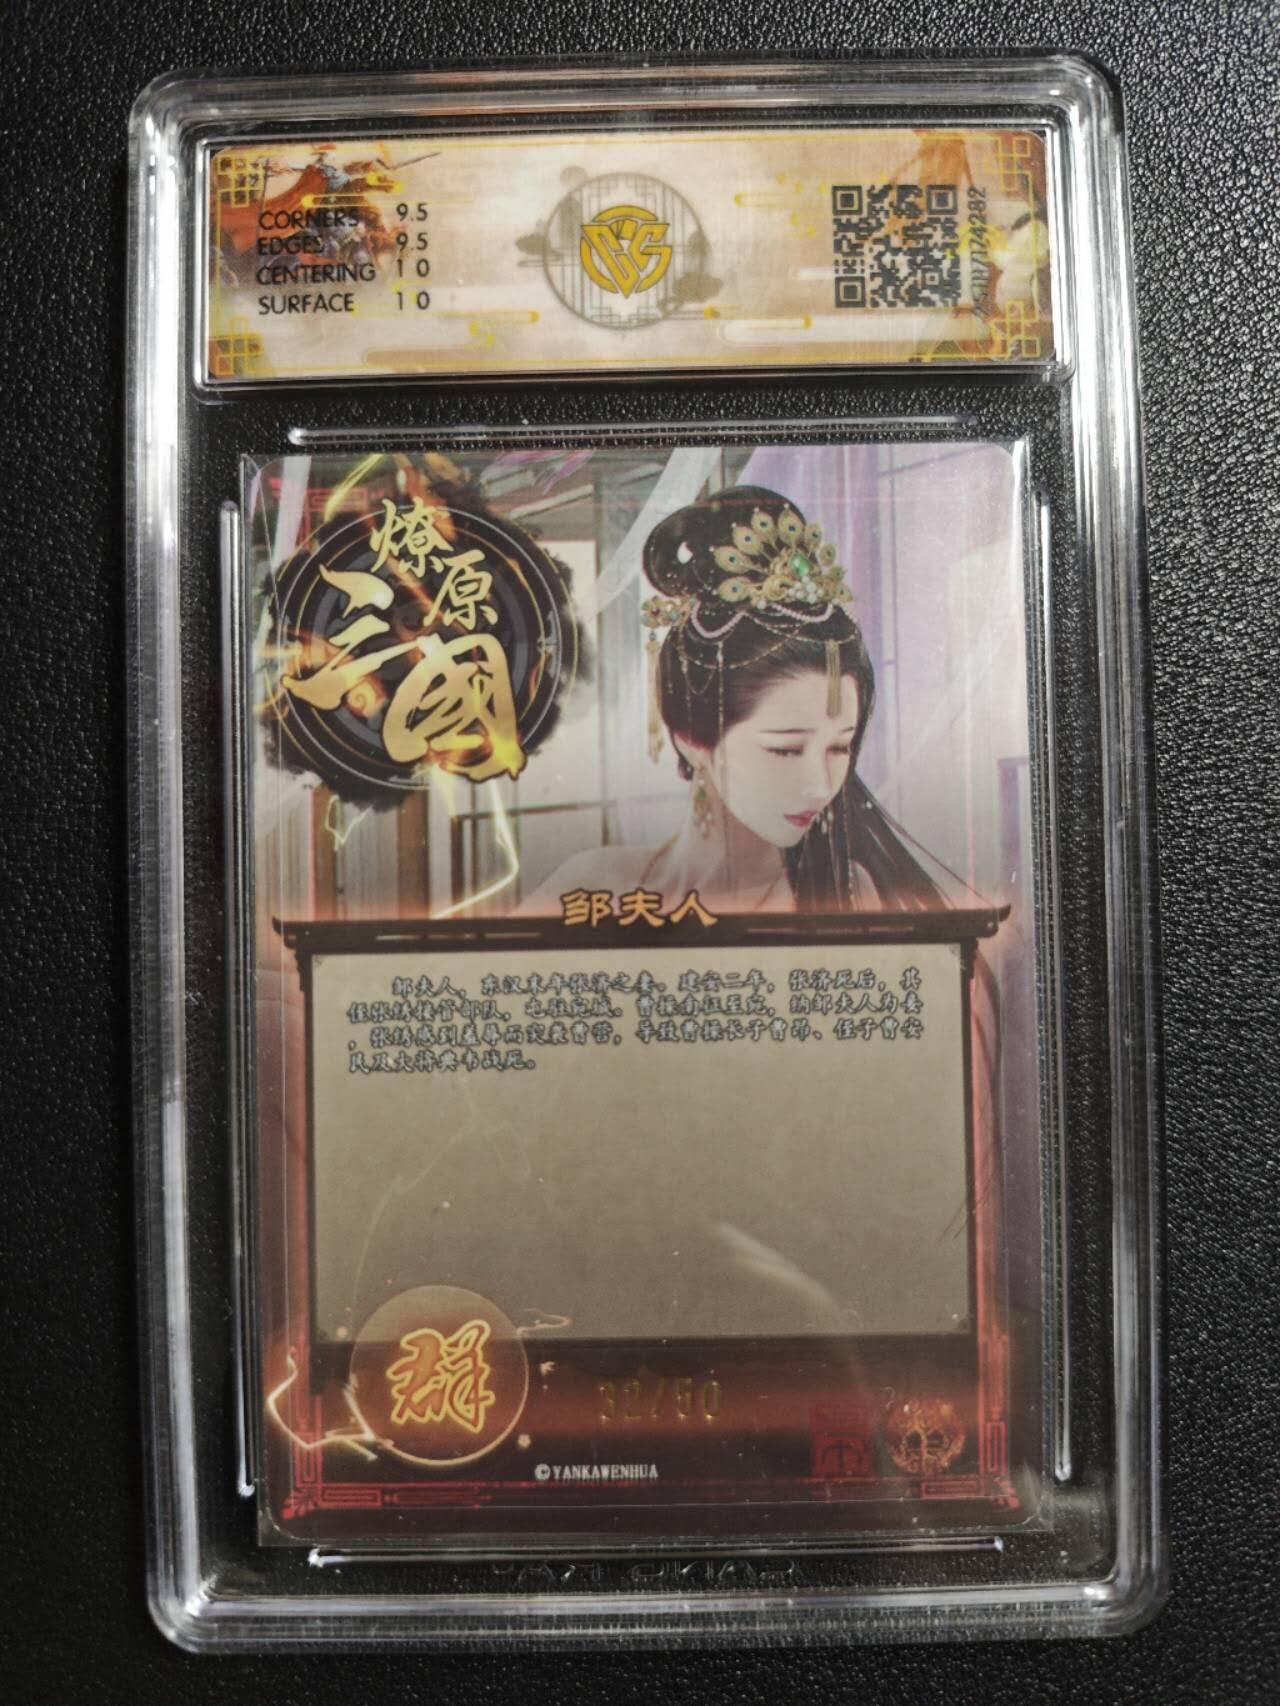 CORNERS 9.5
EDGES 9.5
CENTERING 10
SURFACE 10
燎原
三國
邹夫人
邹夫人，东汉末年张济之妻。建安二年，张济死后，其
侄张绣接管部队，屯驻宛城。曹操南征至宛，纳邹夫人为妾
，张绣感到羞辱而突袭曹营，导致曹操长子曹昂、侄子曹安
民及大将典韦战死。
群
32/50
©YANKAWENHUA